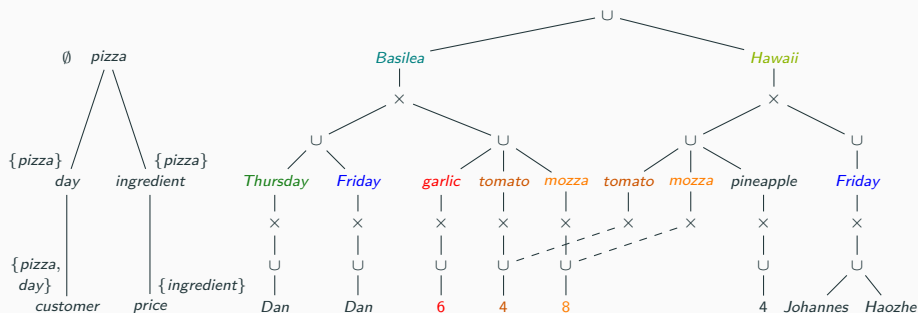 ∪
∅ pizza Basilea Hawaii
× ×
∪ ∪ ∪ ∪
{pizza} {pizza}
day ingredient Thursday Friday garlic tomato mozza tomato mozza pineapple Friday
× × × × × × × × ×
{pizza,
day} {ingredient} ∪ ∪ ∪ ∪ ∪ ∪ ∪
customer price Dan Dan 6 4 8 4 Johannes Haozhe